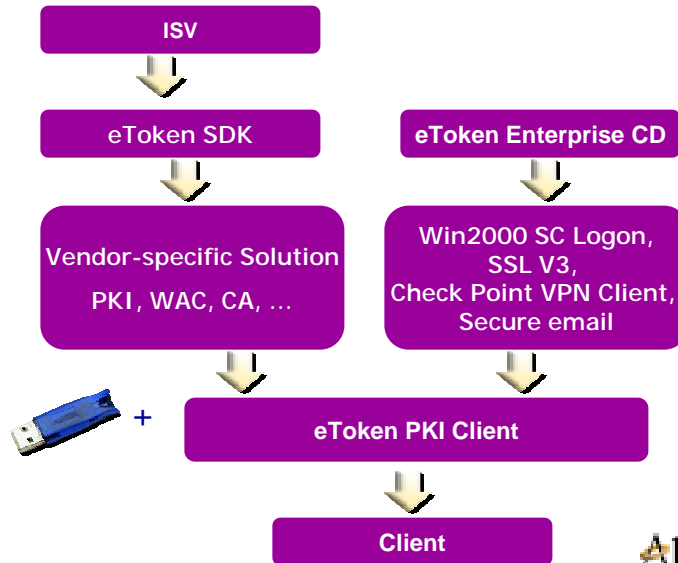 ISV
eToken SDK
eToken Enterprise CD
Vendor-specific Solution
PKI, WAC, CA, ...
Win2000 SC Logon,
SSL V3,
Check Point VPN Client,
Secure email
+
eToken PKI Client
Client